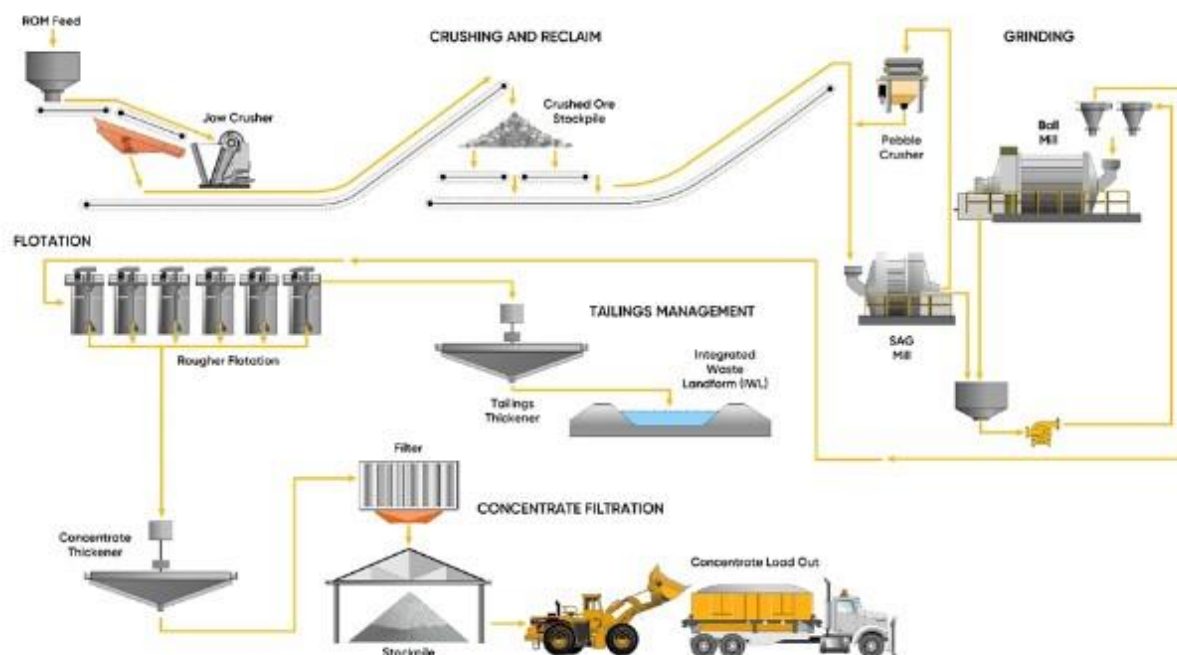 ROM Feed
CRUSHING AND RECLAIM
GRINDING
Jaw Crusher
Crushed Ore
Stockpile
Pebble
Crusher
Ball
Mill
FLOTATION
Rougher Flotation
TAILINGS MANAGEMENT
SAG
Mill
Integrated
Waste
Landform (IWL)
Tailings
Thickener
Filter
CONCENTRATE FILTRATION
Concentrate
Thickener
Concentrate Load Out
Stockpile